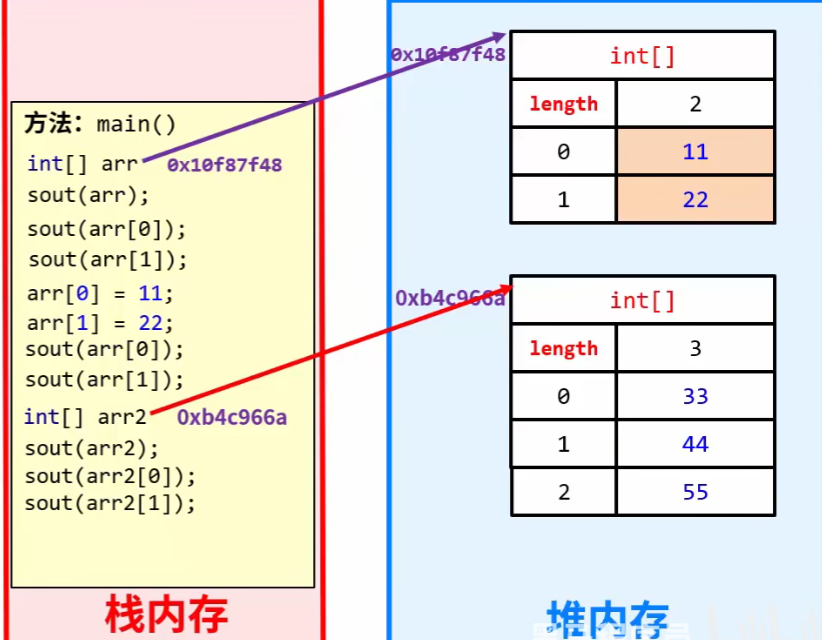 方法: main()
int[] arr 0x10f87f48
sout(arr);
sout(arr[0]);
sout(arr[1]);
arr[0] = 11;
arr[1] = 22;
sout(arr[0]);
sout(arr[1]);
int[] arr2 0xb4c966a
sout(arr2);
sout(arr2[0]);
sout(arr2[1]);
栈内存
0x10f87f48
int[]
length 2
0 11
1 22
0xb4c966a
int[]
length 3
0 33
1 44
2 55
堆内存